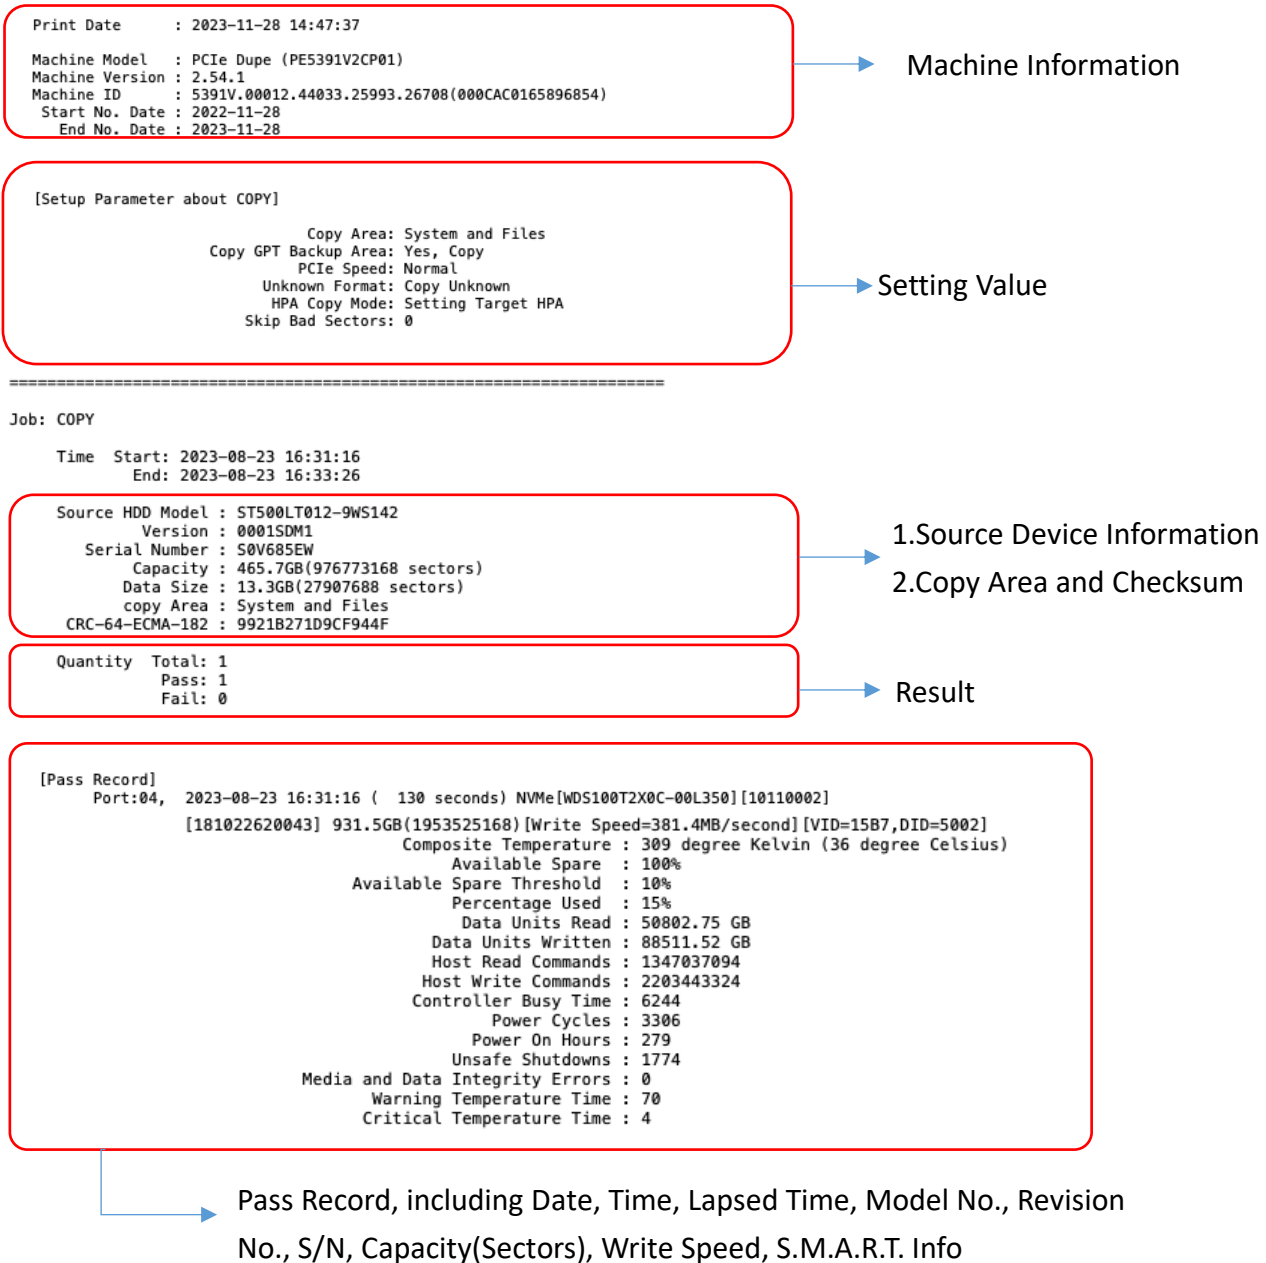 Print Date      : 2023-11-28 14:47:37
Machine Model   : PCIe Dupe (PE5391V2CP01)
Machine Version : 2.54.1
Machine ID      : 5391V.00012.44033.25993.26708(000CAC0165896854)
Start No. Date : 2022-11-28
End No. Date : 2023-11-28
Machine Information
[Setup Parameter about COPY]
Copy Area: System and Files
Copy GPT Backup Area: Yes, Copy
PCIe Speed: Normal
Unknown Format: Copy Unknown
HPA Copy Mode: Setting Target HPA
Skip Bad Sectors: 0
Setting Value
======================================================================
Job: COPY
Time  Start: 2023-08-23 16:31:16
End: 2023-08-23 16:33:26
Source HDD Model : ST500LT012-9WS142
Version : 0001SDM1
Serial Number : S0V685EW
Capacity : 465.7GB(976773168 sectors)
Data Size : 13.3GB(27907688 sectors)
copy Area : System and Files
CRC-64-ECMA-182 : 9921B271D9CF944F
1.Source Device Information
2.Copy Area and Checksum
Quantity  Total: 1
Pass: 1
Fail: 0
Result
[Pass Record]
Port:04,  2023-08-23 16:31:16 (  130 seconds) NVMe[WDS100T2X0C-00L350][10110002]
[181022620043] 931.5GB(1953525168)[Write Speed=381.4MB/second][VID=15B7,DID=5002]
Composite Temperature : 309 degree Kelvin (36 degree Celsius)
Available Spare  : 100%
Available Spare Threshold  : 10%
Percentage Used  : 15%
Data Units Read : 50802.75 GB
Data Units Written : 88511.52 GB
Host Read Commands : 1347037094
Host Write Commands : 2203443324
Controller Busy Time : 6244
Power Cycles : 3306
Power On Hours : 279
Unsafe Shutdowns : 1774
Media and Data Integrity Errors : 0
Warning Temperature Time : 70
Critical Temperature Time : 4
Pass Record, including Date, Time, Lapsed Time, Model No., Revision
No., S/N, Capacity(Sectors), Write Speed, S.M.A.R.T. Info